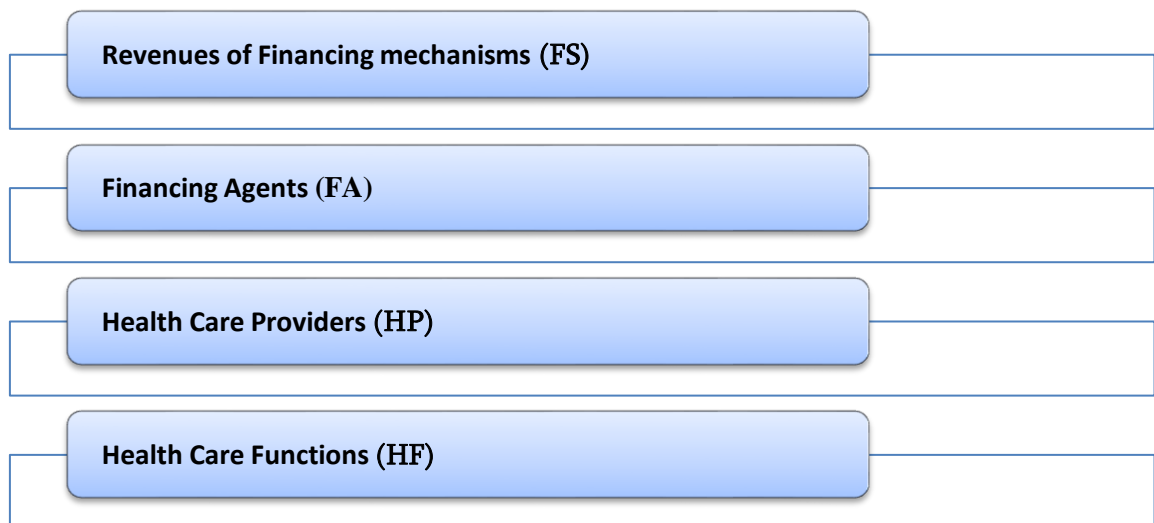 Revenues of Financing mechanisms (FS)
Financing Agents (FA)
Health Care Providers (HP)
Health Care Functions (HF)